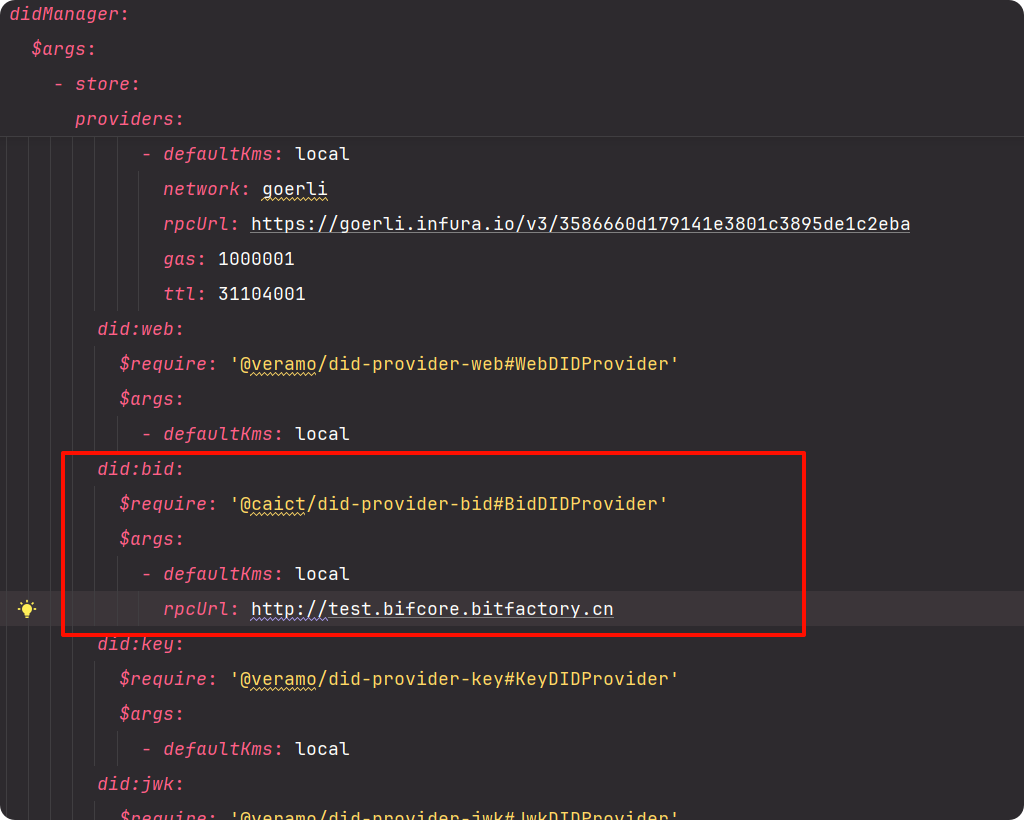 didManager:
$args:
- store:
providers:
- defaultKms: local
network: goerli
rpcUrl: https://goerli.infura.io/v3/3586660d179141e3801c3895de1c2eba
gas: 1000001
ttl: 31104001
did:web:
$require: '@veramo/did-provider-web#WebDIDProvider'
$args:
- defaultKms: local
did:bid:
$require: '@caict/did-provider-bid#BidDIDProvider'
$args:
- defaultKms: local
rpcUrl: http://test.bifcore.bitfactory.cn
did:key:
$require: '@veramo/did-provider-key#KeyDIDProvider'
$args:
- defaultKms: local
did:jwk:
$require: '@veramo/did-provider-jwk#JwkDIDProvider'